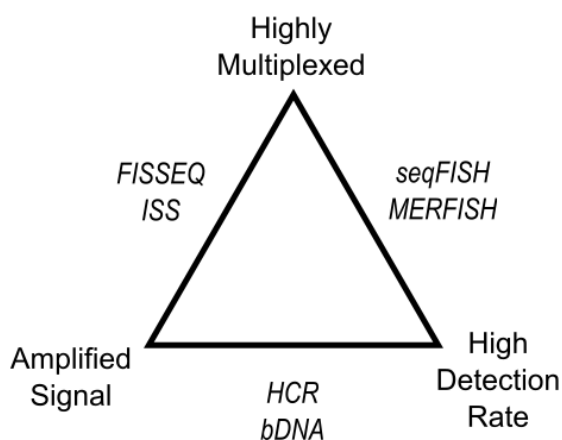 Highly
Multiplexed
FISSEQ
ISS
seqFISH
MERFISH
Amplified
Signal
High
Detection
Rate
HCR
bDNA